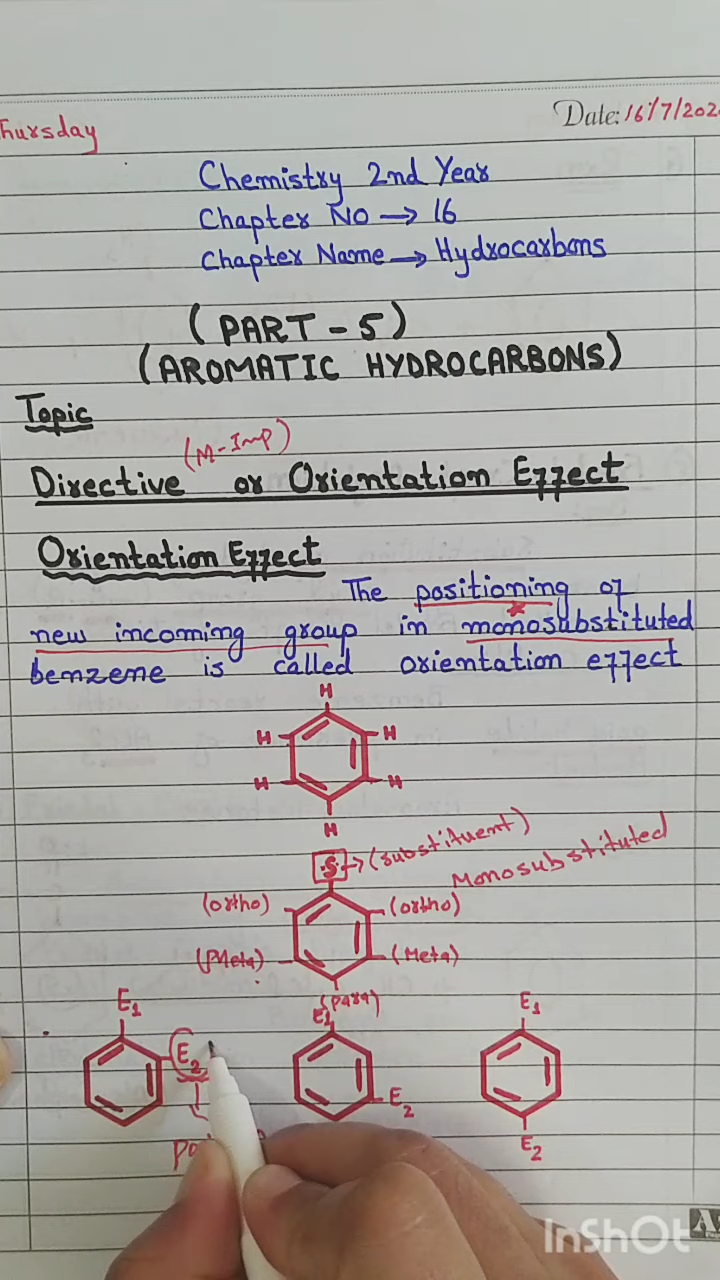 Thursday
Date: 16/7/202
Chemistry 2nd Year
Chapter No → 16
Chapter Name → Hydrocarbons
(PART - 5)
(AROMATIC HYDROCARBONS)
Topic
(M-Imp)
Directive or Orientation Effect
Orientation Effect
The positioning of
new incoming group in monosubstituted
benzene is called orientation effect
H
H H
H H
H
S → (substituent)
Monosubstituted
(ortho) (ortho)
(Meta) (Meta)
(para)
E1 E1 E1
E2 E2 E2
InShOt